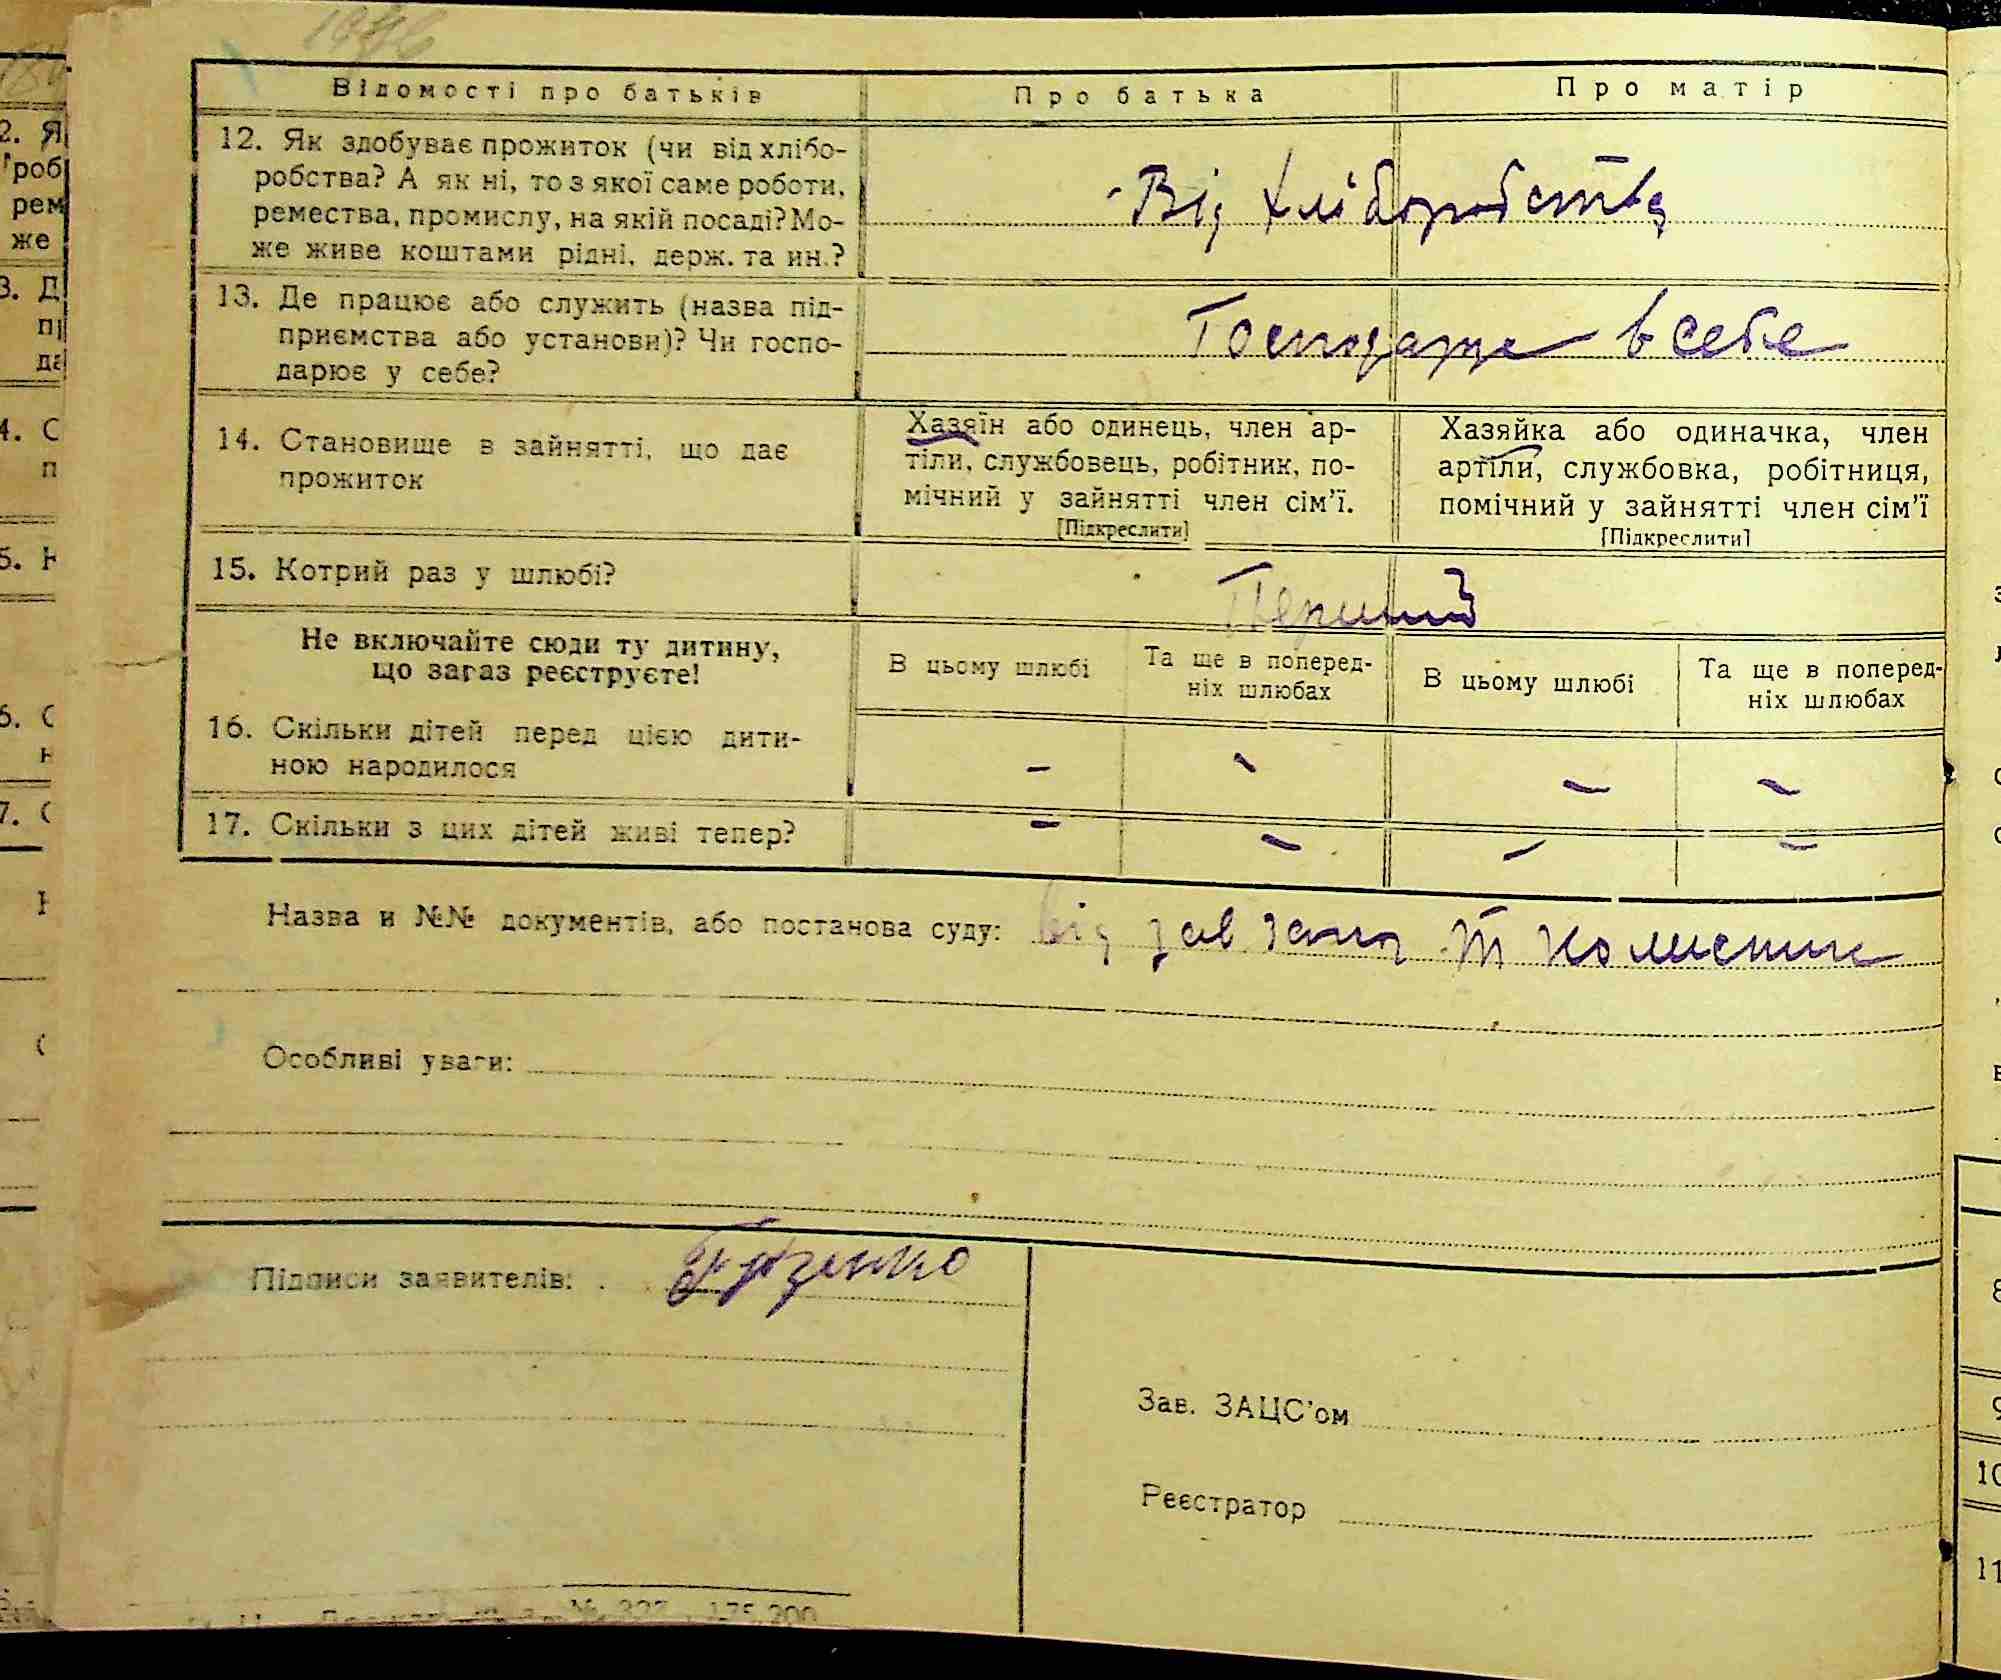 Відомості про батьків
Про батька
Про матір
12. Як здобуває прожиток (чи від хлібо-
робства? А як ні, то з якої саме роботи,
ремества, промислу, на якій посаді? Мо-
же живе коштами рідні, держ. та ин.?
Від хліборобства
13. Де працює або служить (назва під-
приємства або установи)? Чи госпо-
дарює у себе?
Господарує в себе
14. Становище в зайнятті, що дає
прожиток
Хазяїн або одинець, член ар-
тіли, службовець, робітник, по-
мічний у зайнятті член сім'ї.
[Підкреслити]
Хазяйка або одиначка, член
артіли, службовка, робітниця,
помічний у зайнятті член сім'ї
[Підкреслити]
15. Котрий раз у шлюбі?
Перший
Не включайте сюди ту дитину,
що зараз реєструєте!
В цьому шлюбі
Та ще в поперед-
ніх шлюбах
В цьому шлюбі
Та ще в поперед-
ніх шлюбах
16. Скільки дітей перед цією дити-
ною народилося
– – – –
17. Скільки з цих дітей живі тепер?
– – – –
Назва и №№ документів, або постанова суду: від зав
Особливі уваги:
Підписи заявителів:
Зав. ЗАЦС'ом
Реєстратор
175.200